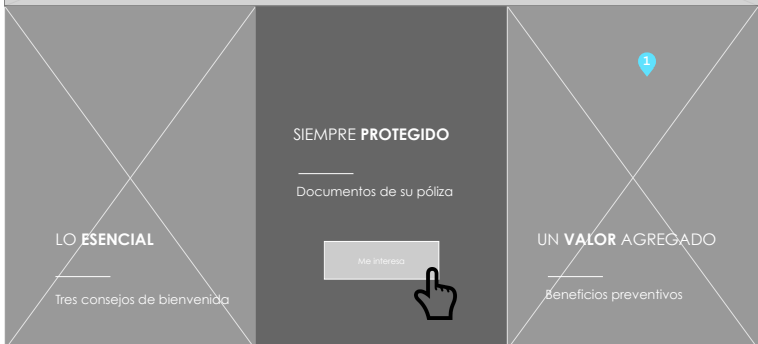 1
SIEMPRE PROTEGIDO
Documentos de su póliza
LO ESENCIAL
Tres consejos de bienvenida
Me interesa
UN VALOR AGREGADO
Beneficios preventivos